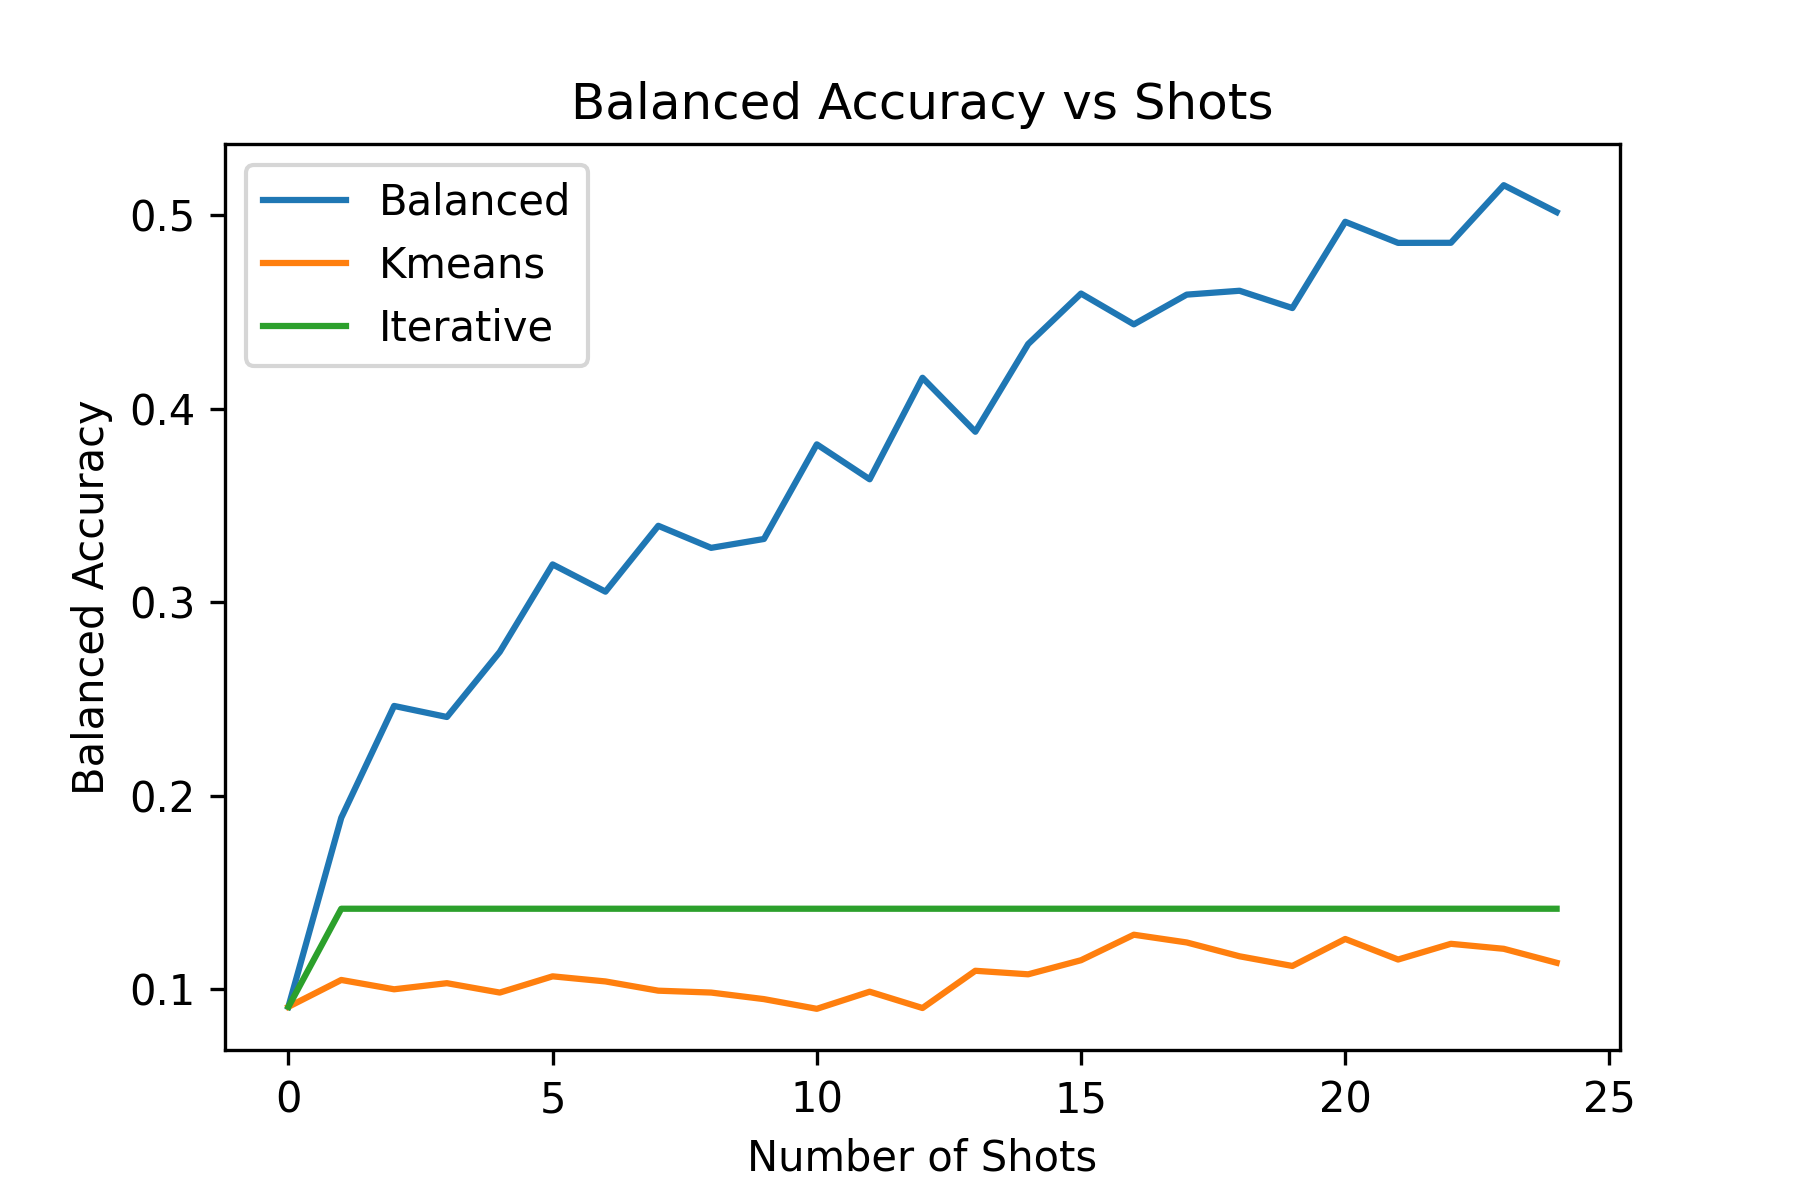 Balanced Accuracy vs Shots
Balanced
Kmeans
Iterative
Balanced Accuracy
0.5
0.4
0.3
0.2
0.1
0 5 10 15 20 25
Number of Shots